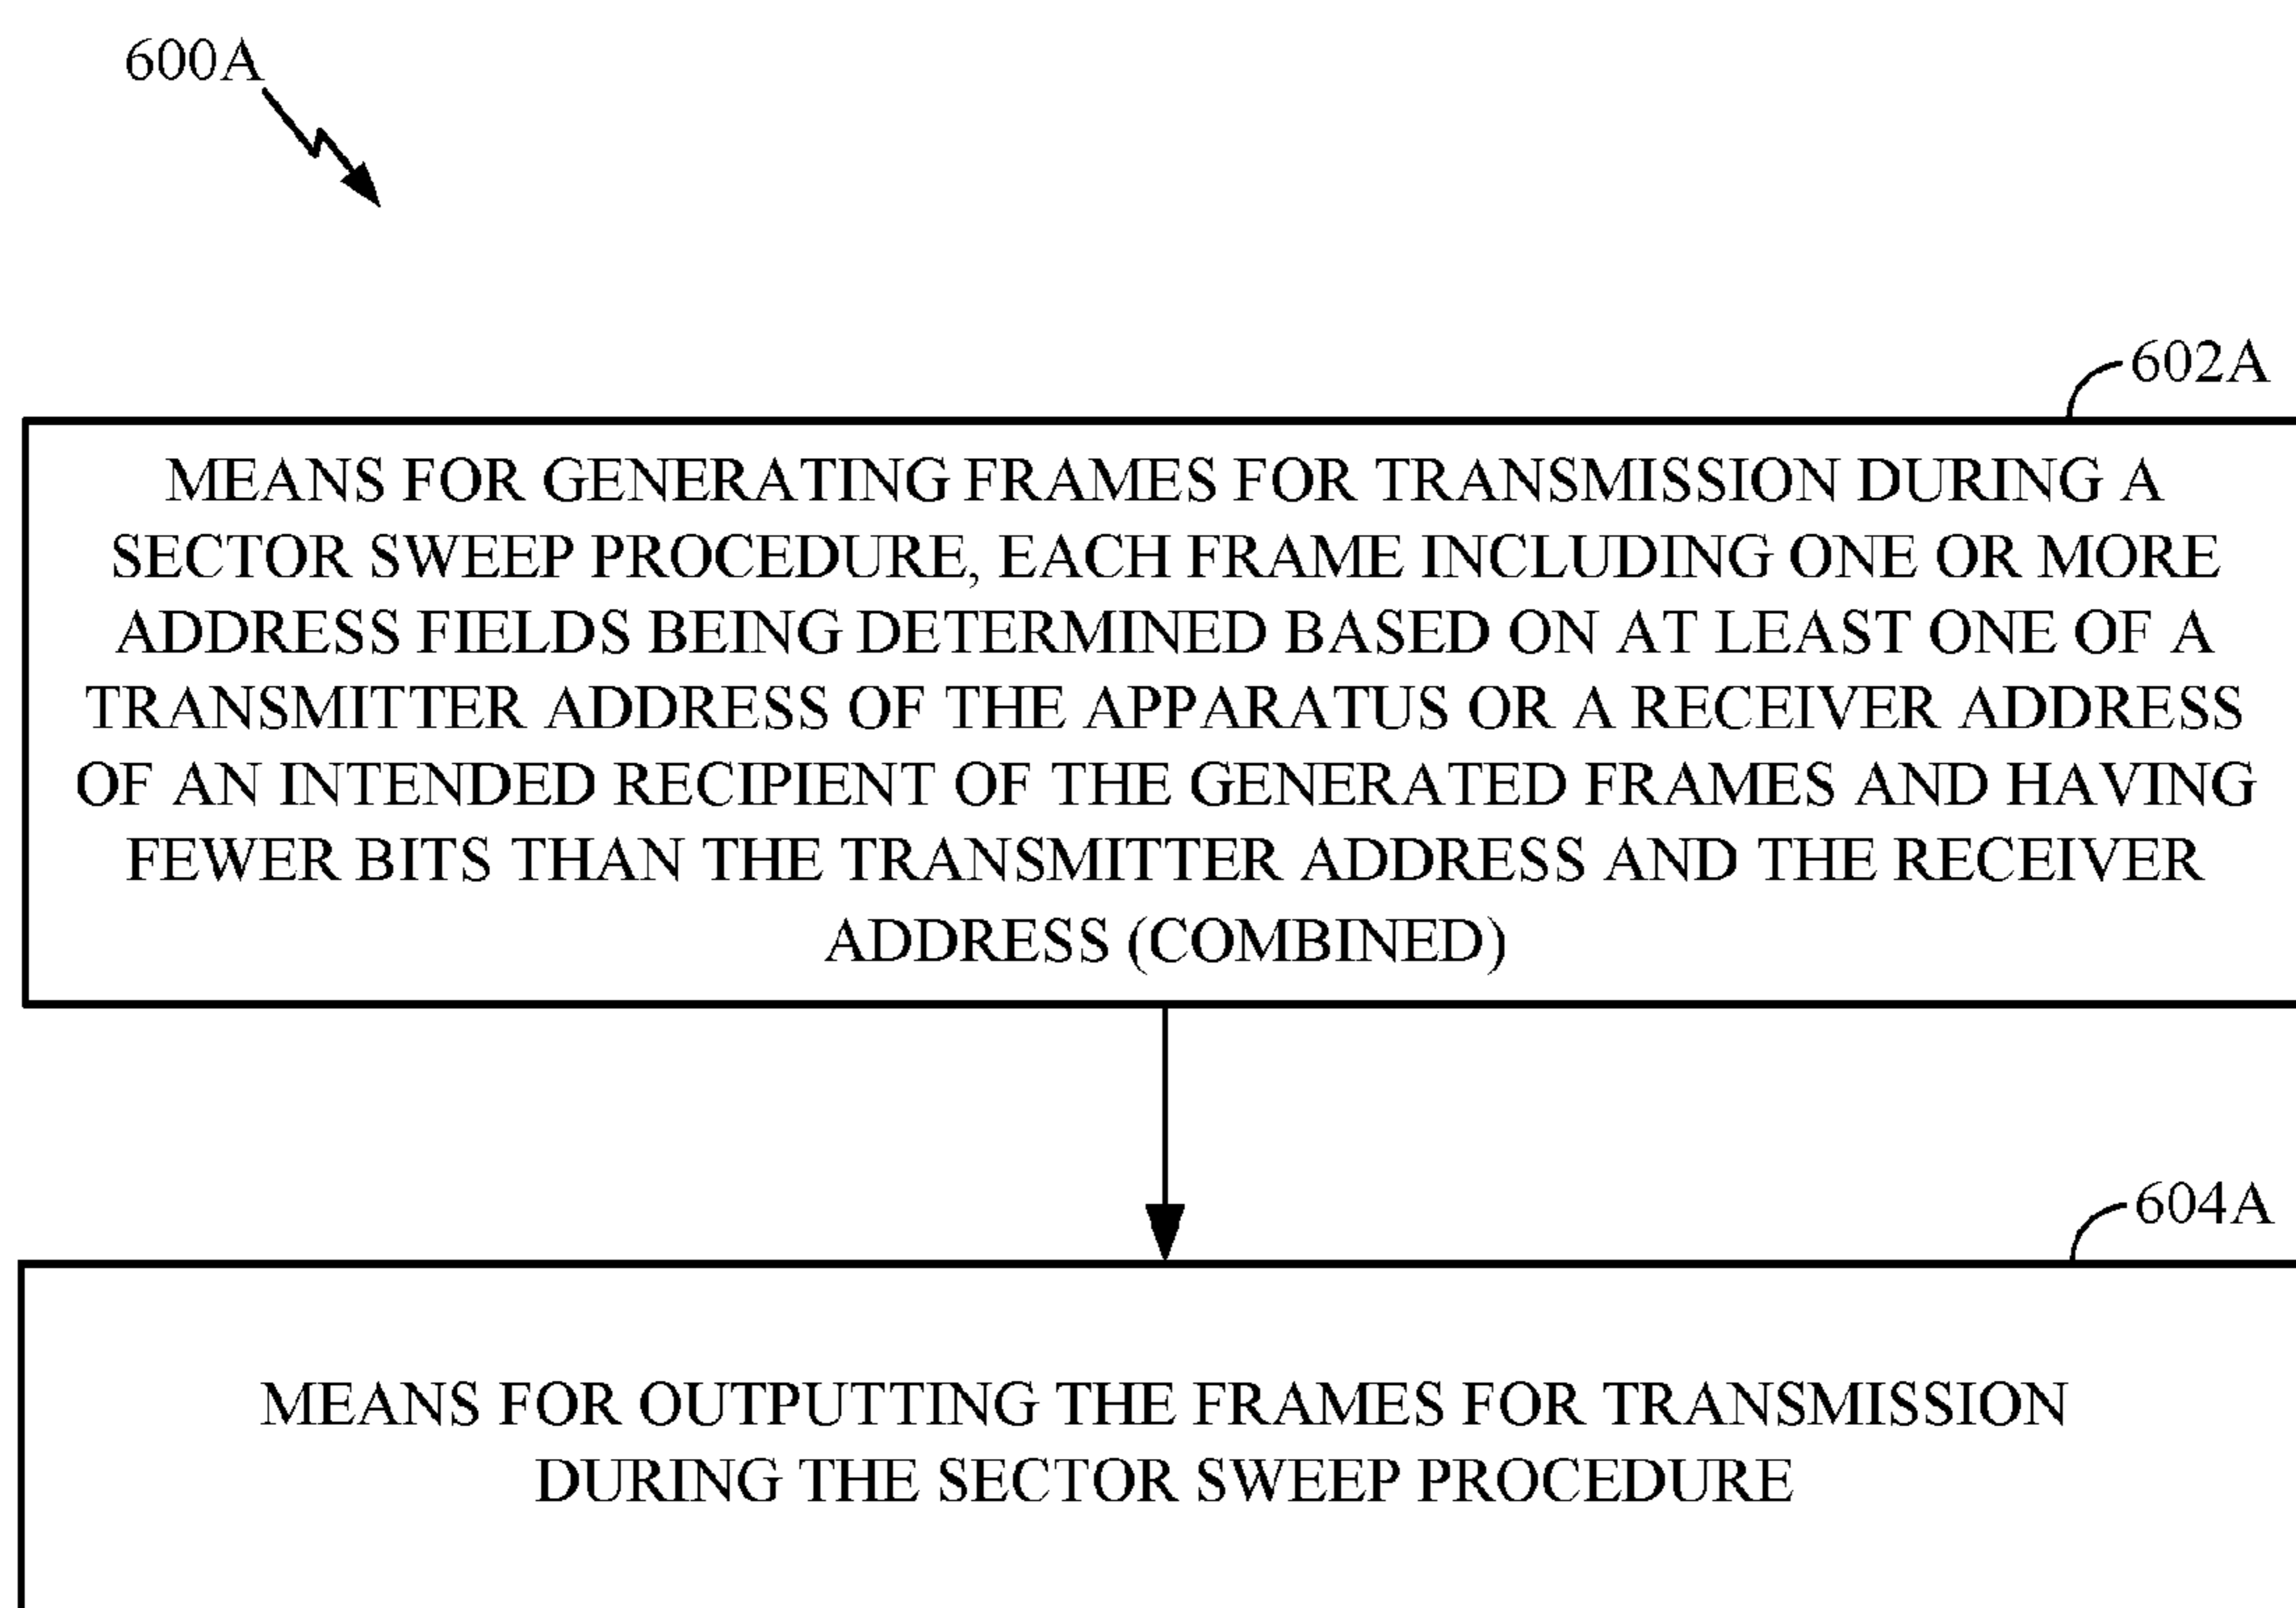 600A
602A
MEANS FOR GENERATING FRAMES FOR TRANSMISSION DURING A
SECTOR SWEEP PROCEDURE, EACH FRAME INCLUDING ONE OR MORE
ADDRESS FIELDS BEING DETERMINED BASED ON AT LEAST ONE OF A
TRANSMITTER ADDRESS OF THE APPARATUS OR A RECEIVER ADDRESS
OF AN INTENDED RECIPIENT OF THE GENERATED FRAMES AND HAVING
FEWER BITS THAN THE TRANSMITTER ADDRESS AND THE RECEIVER
ADDRESS (COMBINED)
604A
MEANS FOR OUTPUTTING THE FRAMES FOR TRANSMISSION
DURING THE SECTOR SWEEP PROCEDURE